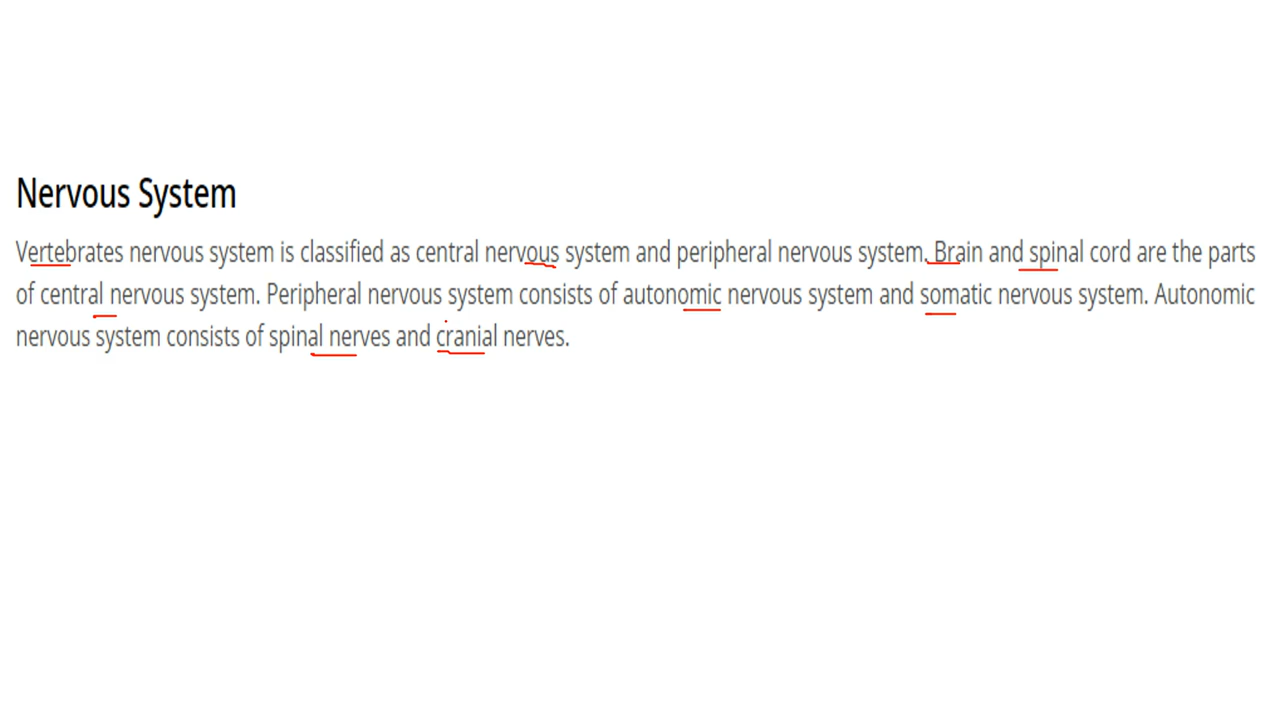 Nervous System
Vertebrates nervous system is classified as central nervous system and peripheral nervous system. Brain and spinal cord are the parts
of central nervous system. Peripheral nervous system consists of autonomic nervous system and somatic nervous system. Autonomic
nervous system consists of spinal nerves and cranial nerves.